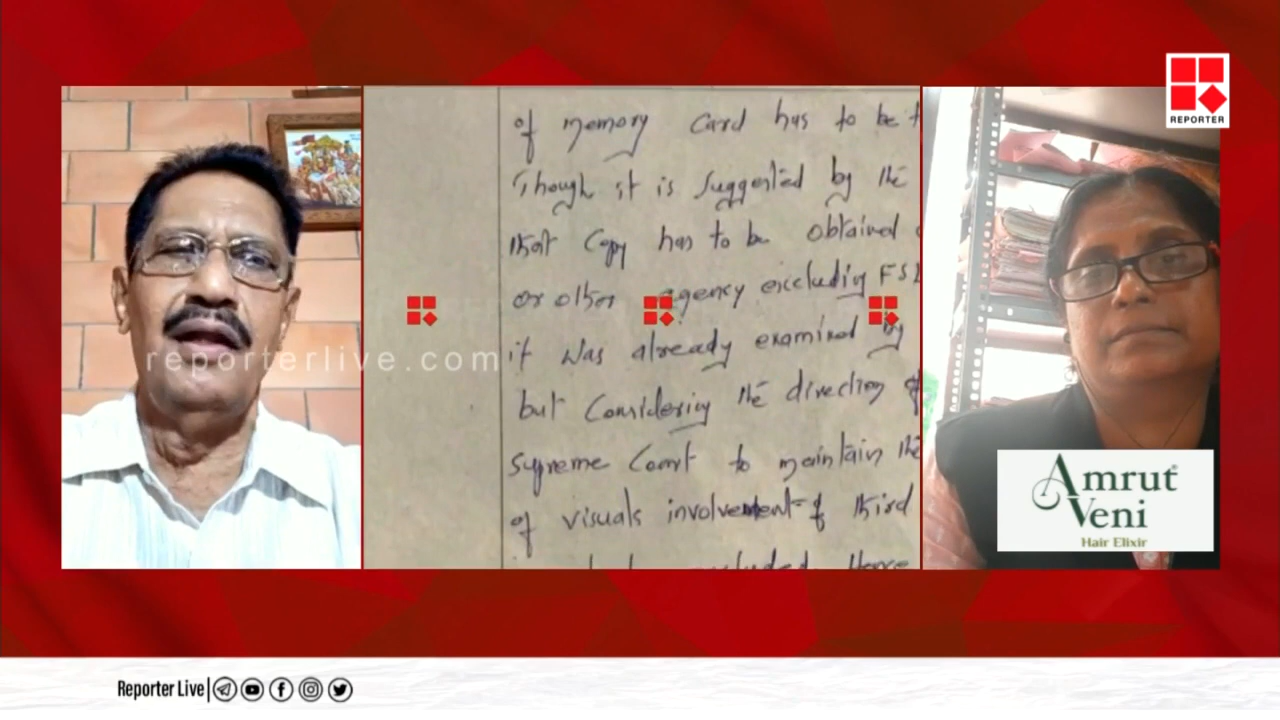 REPORTER
of memory Card has to be t
Though it is suggested by the
that Copy has to be obtained
or other agency excluding FSL
it was already examined by
but Considering the direction of
Supreme Court to maintain the
of visuals involvement of third
Hence
reporterlive.com
Amrut
Veni
Hair Elixir
Reporter Live